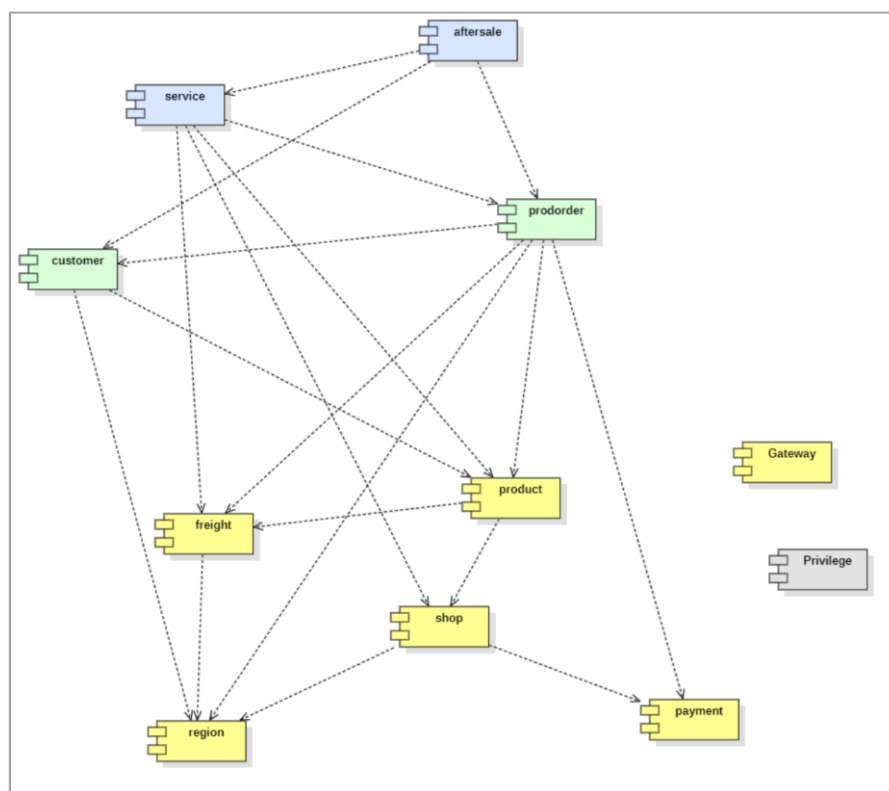 aftersale
service
prodorder
customer
Gateway
product
freight
Privilege
shop
payment
region